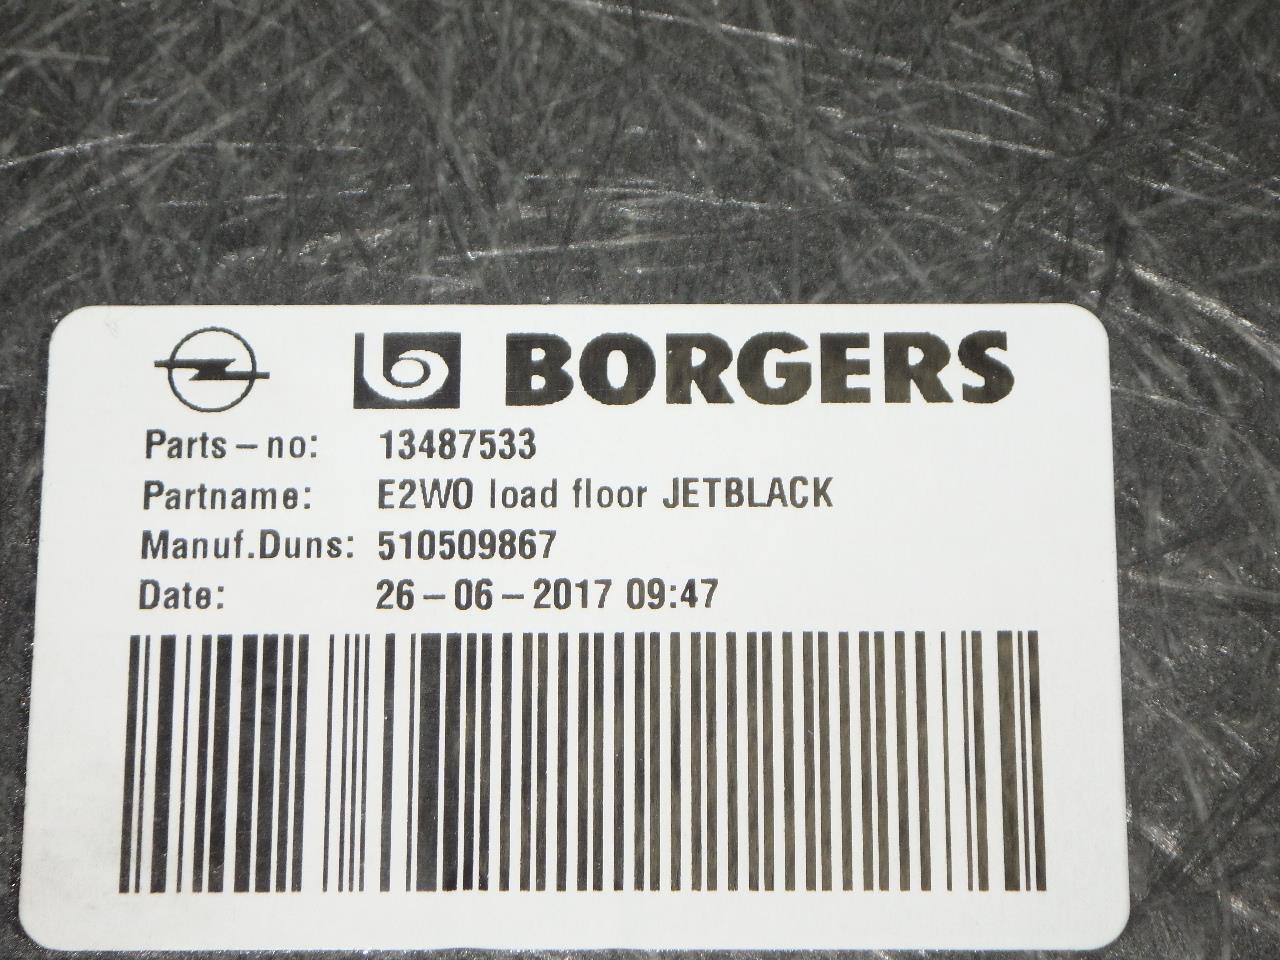 BORGERS
Parts-no: 13487533
Partname: E2WO load floor JETBLACK
Manuf.Duns: 510509867
Date: 26-06-2017 09:47